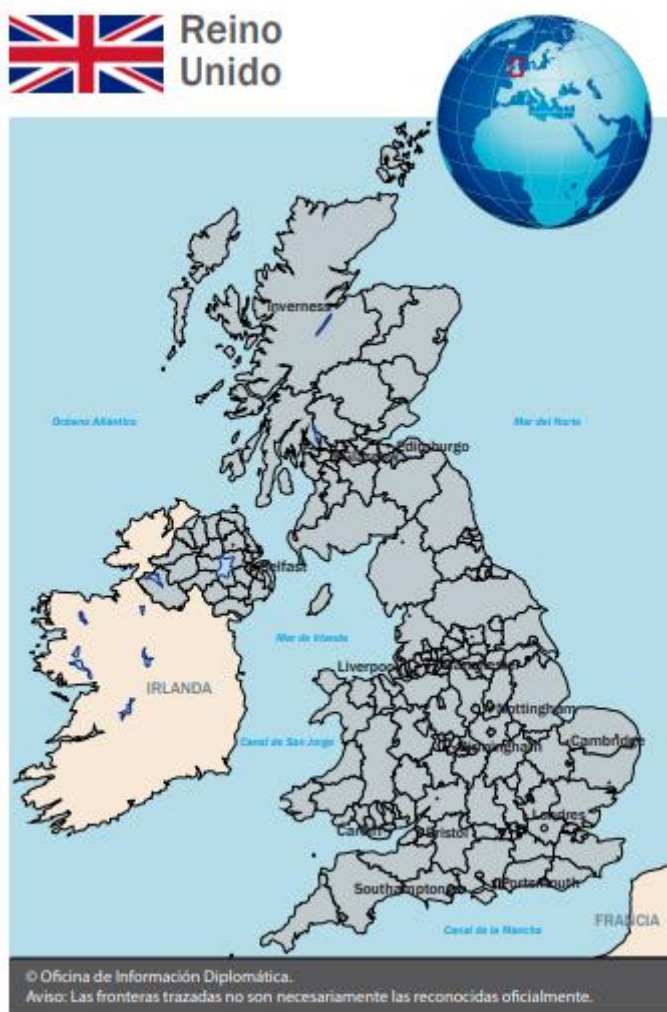 Reino
Unido
Inverness
Océano Atlántico
Mar del Norte
Edimburgo
Belfast
Mar de Irlanda
Liverpool
Manchester
IRLANDA
Nottingham
Canal de San Jorge
Birmingham
Cambridge
Londres
Cardiff
Bristol
Southampton
Portsmouth
FRANCIA
Canal de la Mancha
© Oficina de Información Diplomática.
Aviso: Las fronteras trazadas no son necesariamente las reconocidas oficialmente.